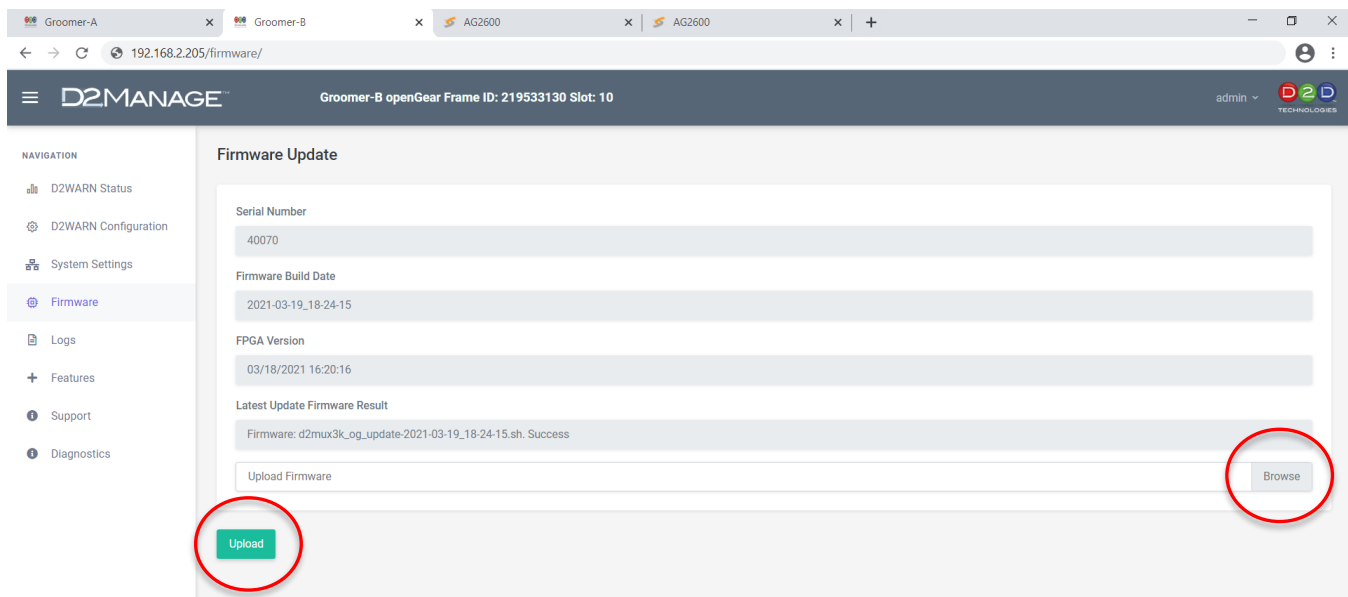 Groomer-A
Groomer-B
AG2600
AG2600
192.168.2.205/firmware/
D2MANAGE™
Groomer-B openGear Frame ID: 219533130 Slot: 10
admin
D2D
TECHNOLOGIES
NAVIGATION
D2WARN Status
D2WARN Configuration
System Settings
Firmware
Logs
Features
Support
Diagnostics
Firmware Update
Serial Number
40070
Firmware Build Date
2021-03-19_18-24-15
FPGA Version
03/18/2021 16:20:16
Latest Update Firmware Result
Firmware: d2mux3k_og_update-2021-03-19_18-24-15.sh. Success
Upload Firmware
Browse
Upload